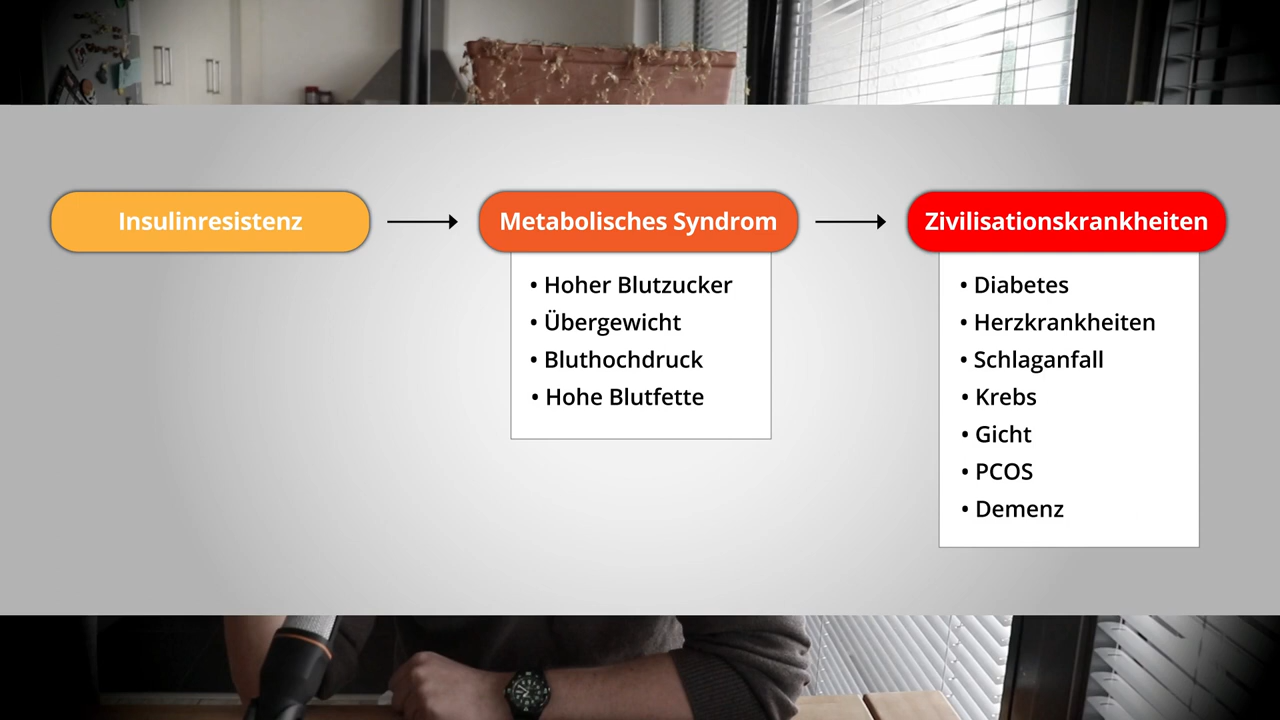 Insulinresistenz
Metabolisches Syndrom
• Hoher Blutzucker
• Übergewicht
• Bluthochdruck
• Hohe Blutfette
Zivilisationskrankheiten
• Diabetes
• Herzkrankheiten
• Schlaganfall
• Krebs
• Gicht
• PCOS
• Demenz